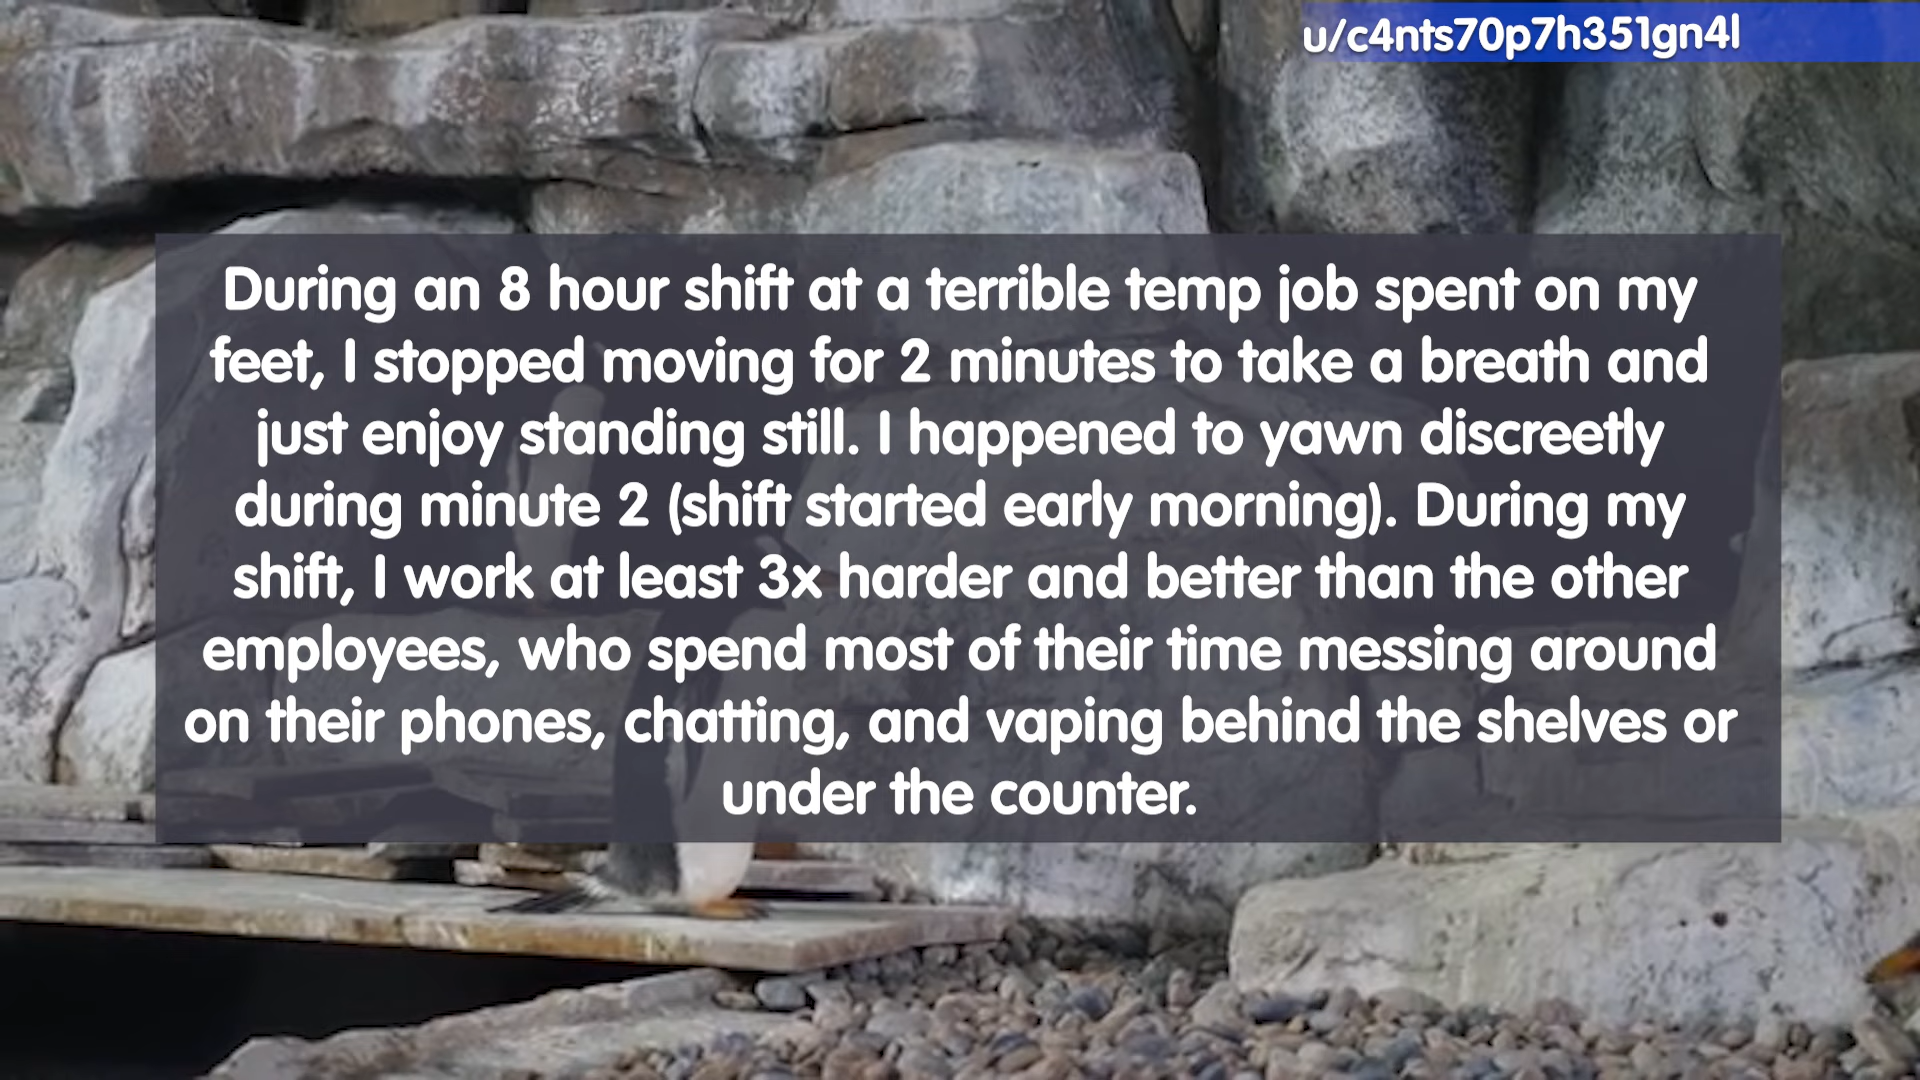 u/c4nts70p7h351gn4l
During an 8 hour shift at a terrible temp job spent on my
feet, I stopped moving for 2 minutes to take a breath and
just enjoy standing still. I happened to yawn discreetly
during minute 2 (shift started early morning). During my
shift, I work at least 3x harder and better than the other
employees, who spend most of their time messing around
on their phones, chatting, and vaping behind the shelves or
under the counter.